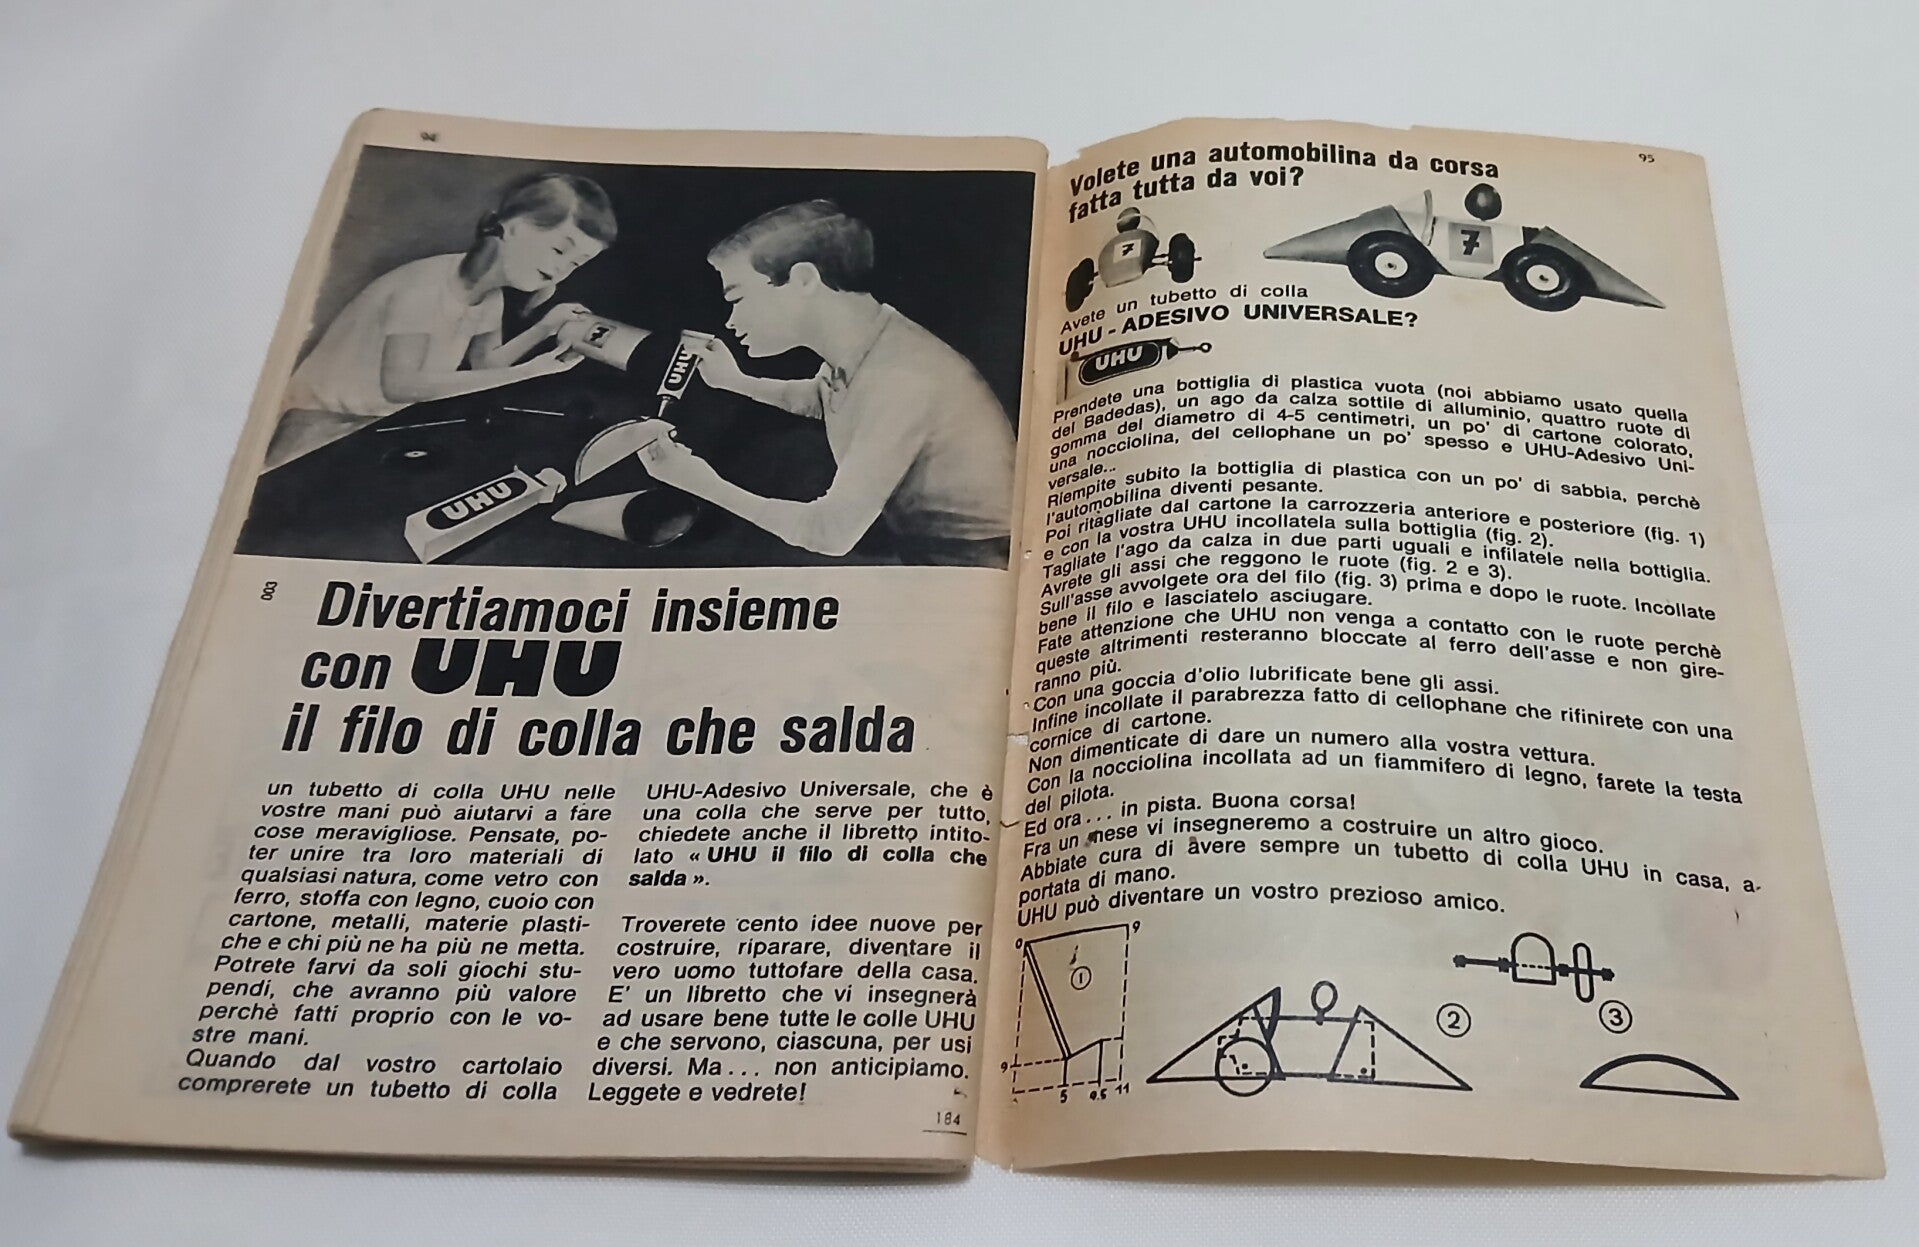 94
7
UHU
UHU
003
Divertiamoci insieme
con UHU
il filo di colla che salda
un tubetto di colla UHU nelle
vostre mani può aiutarvi a fare
cose meravigliose. Pensate, po-
ter unire tra loro materiali di
qualsiasi natura, come vetro con
ferro, stoffa con legno, cuoio con
cartone, metalli, materie plasti-
che e chi più ne ha più ne metta.
Potrete farvi da soli giochi stu-
pendi, che avranno più valore
perchè fatti proprio con le vo-
stre mani.
Quando dal vostro cartolaio
comprerete un tubetto di colla
UHU-Adesivo Universale, che è
una colla che serve per tutto,
chiedete anche il libretto intito-
lato « UHU il filo di colla che
salda ».
Troverete cento idee nuove per
costruire, riparare, diventare il
vero uomo tuttofare della casa.
E' un libretto che vi insegnerà
ad usare bene tutte le colle UHU
e che servono, ciascuna, per usi
diversi. Ma... non anticipiamo.
Leggete e vedrete!
184
95
Volete una automobilina da corsa
fatta tutta da voi?
7
7
Avete un tubetto di colla
UHU - ADESIVO UNIVERSALE?
UHU
Prendete una bottiglia di plastica vuota (noi abbiamo usato quella
del Badedas), un ago da calza sottile di alluminio, quattro ruote di
gomma del diametro di 4-5 centimetri, un po' di cartone colorato,
una nocciolina, del cellophane un po' spesso e UHU-Adesivo Uni-
versale...
Riempite subito la bottiglia di plastica con un po' di sabbia, perchè
l'automobilina diventi pesante.
Poi ritagliate dal cartone la carrozzeria anteriore e posteriore (fig. 1)
e con la vostra UHU incollatela sulla bottiglia (fig. 2).
Tagliate l'ago da calza in due parti uguali e infilatele nella bottiglia.
Avrete gli assi che reggono le ruote (fig. 2 e 3).
Sull'asse avvolgete ora del filo (fig. 3) prima e dopo le ruote. Incollate
bene il filo e lasciatelo asciugare.
Fate attenzione che UHU non venga a contatto con le ruote perchè
queste altrimenti resteranno bloccate al ferro dell'asse e non gire-
ranno più.
Con una goccia d'olio lubrificate bene gli assi.
Infine incollate il parabrezza fatto di cellophane che rifinirete con una
cornice di cartone.
Non dimenticate di dare un numero alla vostra vettura.
Con la nocciolina incollata ad un fiammifero di legno, farete la testa
del pilota.
Ed ora... in pista. Buona corsa!
Fra un mese vi insegneremo a costruire un altro gioco.
Abbiate cura di avere sempre un tubetto di colla UHU in casa, a-
portata di mano.
UHU può diventare un vostro prezioso amico.
0 9
1
2
3
9
5 9.5 11